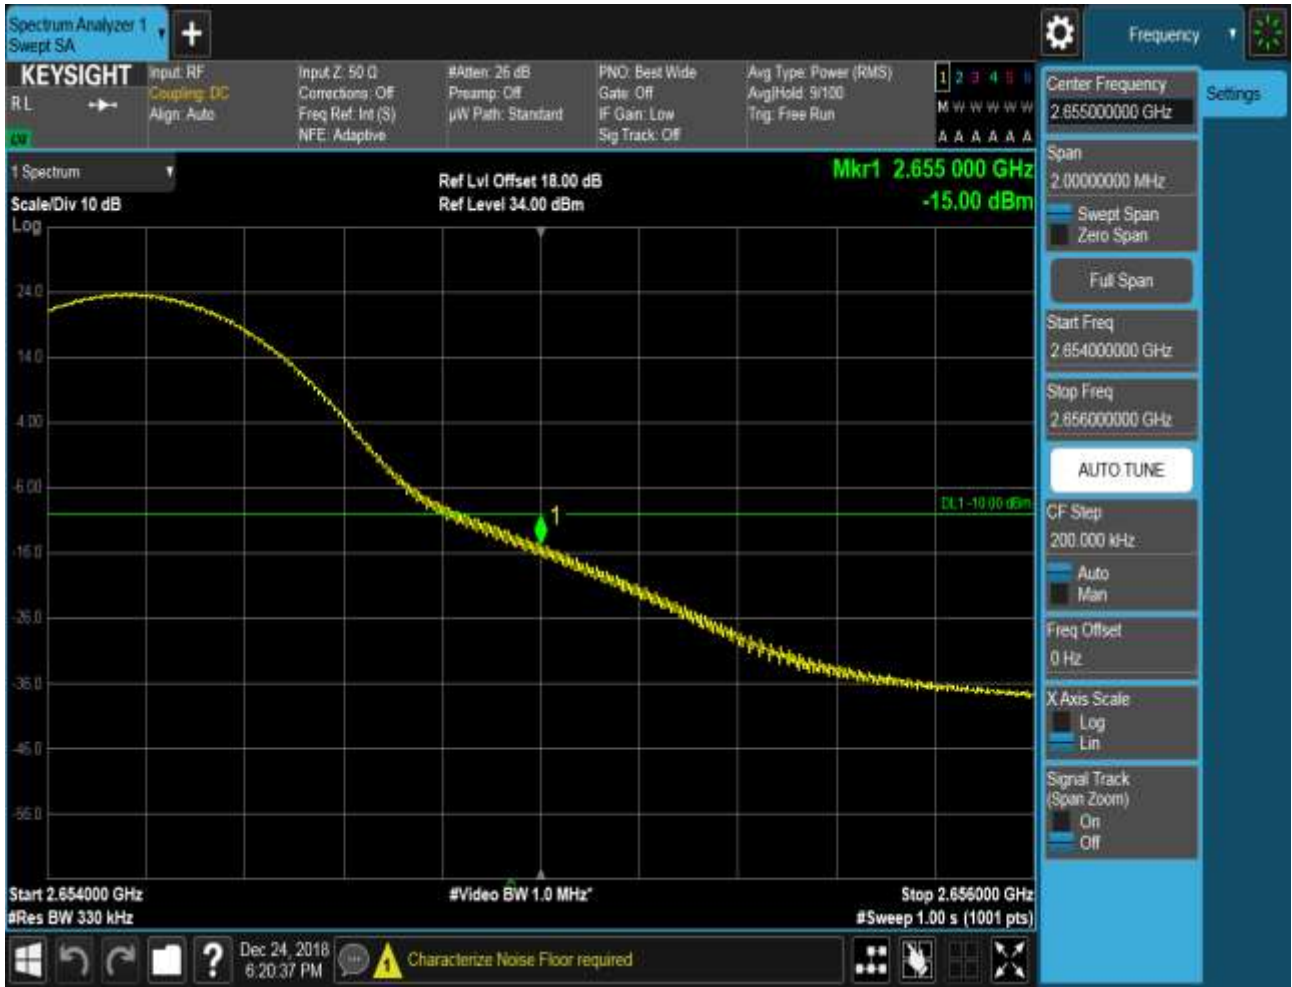 Spectrum Analyzer 1
Swept SA
Frequency
KEYSIGHT
R L
Input: RF
Coupling: DC
Align: Auto
Input Z: 50 Ω
Corrections: Off
Freq Ref: Int (S)
NFE: Adaptive
#Atten: 26 dB
Preamp: Off
µW Path: Standard
PNO: Best Wide
Gate: Off
IF Gain: Low
Sig Track: Off
Avg Type: Power (RMS)
Avg|Hold: 9/100
Trig: Free Run
1 2 3 4 5 6
M W W W W W
A A A A A A
1 Spectrum
Scale/Div 10 dB
Log
Ref Lvl Offset 18.00 dB
Ref Level 34.00 dBm
Mkr1 2.655 000 GHz
-15.00 dBm
24.0
14.0
4.00
-6.00
-16.0
-26.0
-36.0
-46.0
-56.0
1
DL1 -10.00 dBm
Start 2.654000 GHz
#Res BW 330 kHz
#Video BW 1.0 MHz*
Stop 2.656000 GHz
#Sweep 1.00 s (1001 pts)
Dec 24, 2018
6:20:37 PM
Characterize Noise Floor required
Center Frequency
2.655000000 GHz
Span
2.00000000 MHz
Swept Span
Zero Span
Full Span
Start Freq
2.654000000 GHz
Stop Freq
2.656000000 GHz
AUTO TUNE
CF Step
200.000 kHz
Auto
Man
Freq Offset
0 Hz
X Axis Scale
Log
Lin
Signal Track
(Span Zoom)
On
Off
Settings